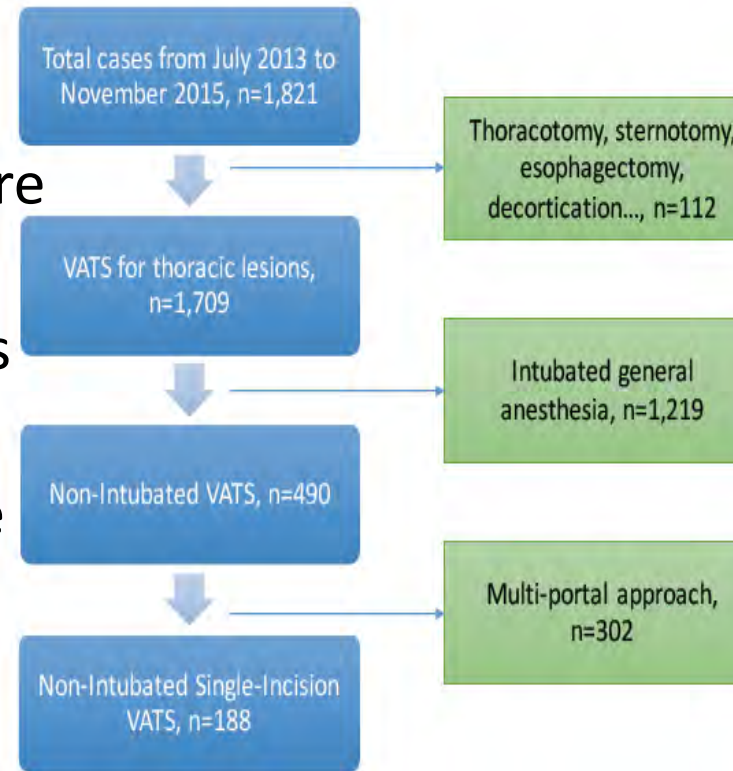 Total cases from July 2013 to
November 2015, n=1,821
Thoracotomy, sternotomy,
esophagectomy,
decortication..., n=112
re
VATS for thoracic lesions,
n=1,709
s
Intubated general
anesthesia, n=1,219
Non-Intubated VATS, n=490
e
Multi-portal approach,
n=302
Non-Intubated Single-Incision
VATS, n=188